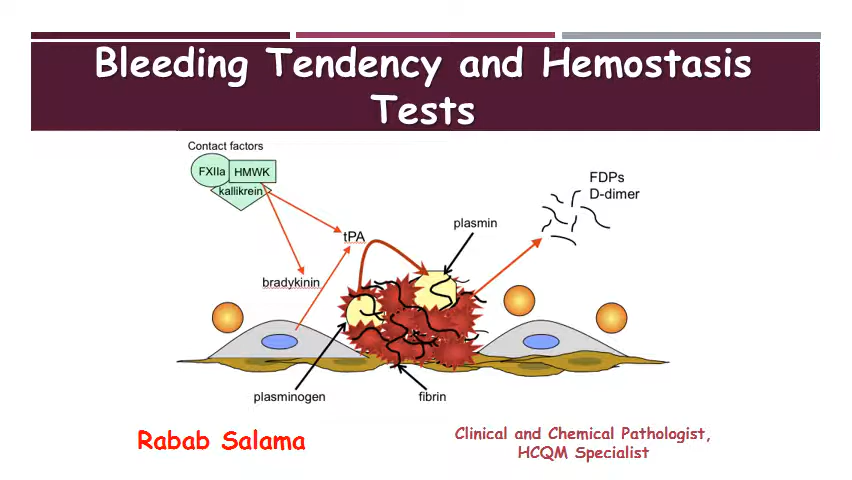 Bleeding Tendency and Hemostasis
Tests
Contact factors
FXIIa
HMWK
kallikrein
FDPs
D-dimer
plasmin
tPA
bradykinin
plasminogen
fibrin
Rabab Salama
Clinical and Chemical Pathologist,
HCQM Specialist